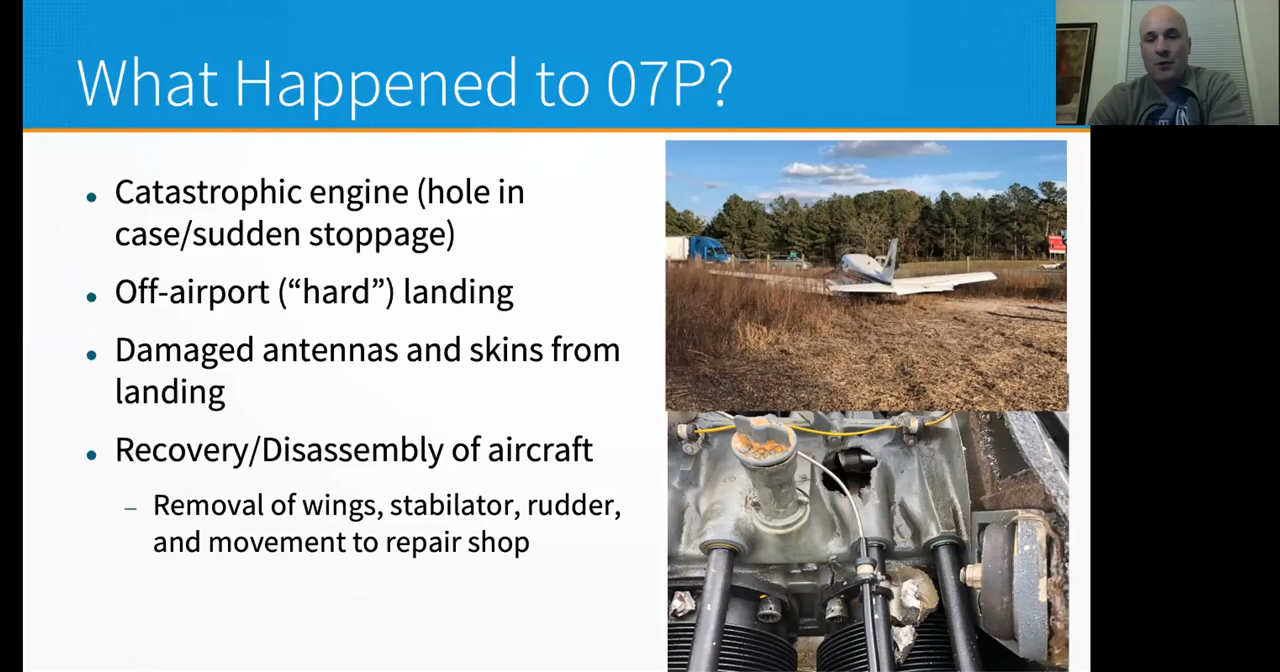 What Happened to 07P?
• Catastrophic engine (hole in
case/sudden stoppage)
• Off-airport (“hard”) landing
• Damaged antennas and skins from
landing
• Recovery/Disassembly of aircraft
– Removal of wings, stabilator, rudder,
and movement to repair shop